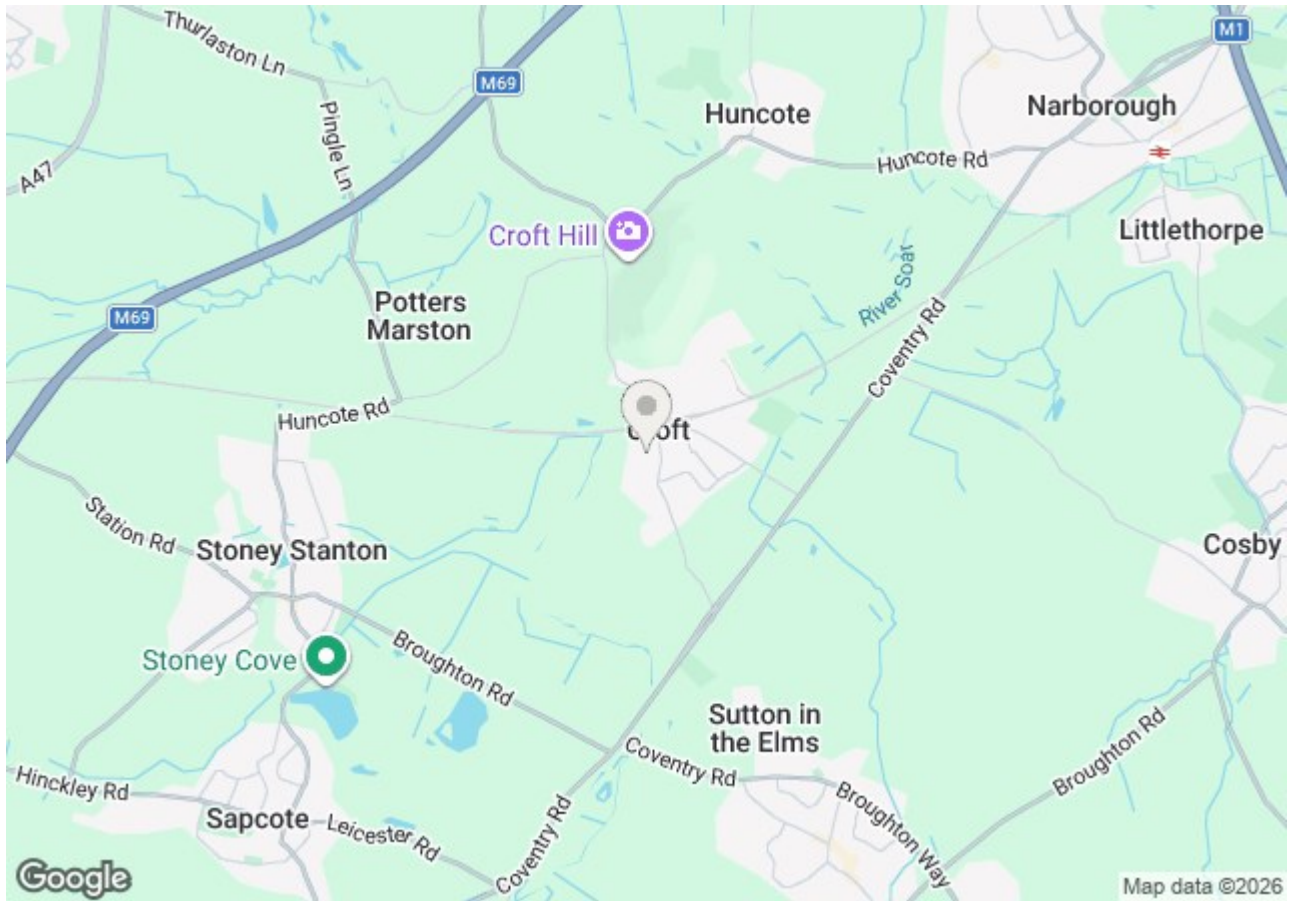 Thurlaston Ln
M69
M1
Huncote
Narborough
Pingle Ln
Huncote Rd
A47
Croft Hill
Littlethorpe
River Soar
Potters
Marston
M69
Coventry Rd
Huncote Rd
Croft
Station Rd
Stoney Stanton
Cosby
Stoney Cove
Broughton Rd
Sutton in
the Elms
Coventry Rd
Broughton Rd
Hinckley Rd
Sapcote
Leicester Rd
Coventry Rd
Broughton Way
Google
Map data ©2026